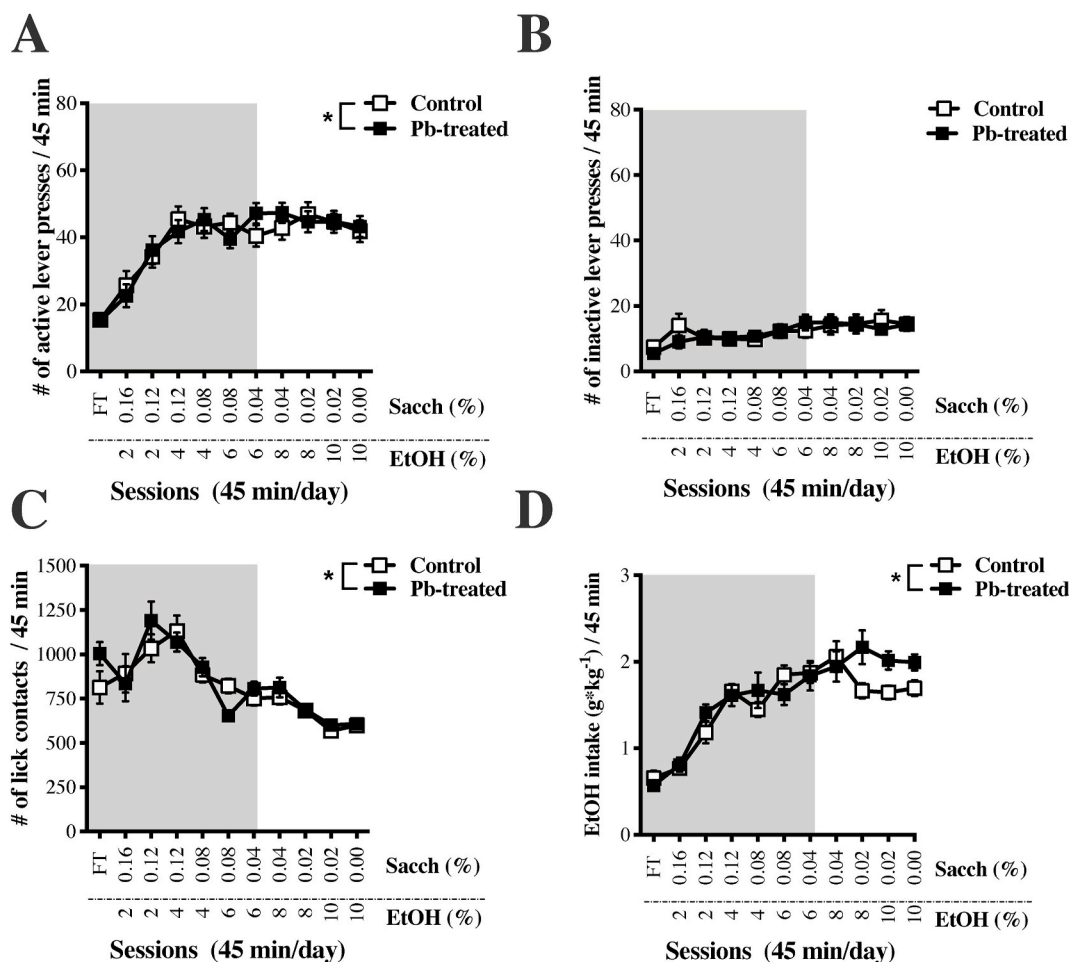 A
# of active lever presses / 45 min
80
60
40
20
0
* Control
Pb-treated
FT 0.16 0.12 0.12 0.08 0.08 0.04 0.04 0.02 0.02 0.00 Sacch (%)
2 2 4 4 6 6 8 8 10 10 EtOH (%)
Sessions (45 min/day)
B
# of inactive lever presses / 45 min
80
60
40
20
0
Control
Pb-treated
FT 0.16 0.12 0.12 0.08 0.08 0.04 0.04 0.02 0.02 0.00 Sacch (%)
2 2 4 4 6 6 8 8 10 10 EtOH (%)
Sessions (45 min/day)
C
# of lick contacts / 45 min
1500
1250
1000
750
500
250
0
* Control
Pb-treated
FT 0.16 0.12 0.12 0.08 0.08 0.04 0.04 0.02 0.02 0.00 Sacch (%)
2 2 4 4 6 6 8 8 10 10 EtOH (%)
Sessions (45 min/day)
D
EtOH intake (g*kg⁻¹) / 45 min
3
2
1
0
* Control
Pb-treated
FT 0.16 0.12 0.12 0.08 0.08 0.04 0.04 0.02 0.02 0.00 Sacch (%)
2 2 4 4 6 6 8 8 10 10 EtOH (%)
Sessions (45 min/day)